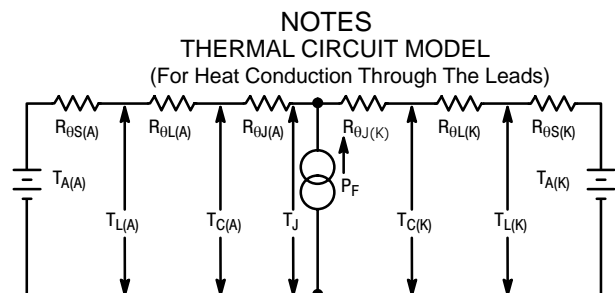 NOTES
THERMAL CIRCUIT MODEL
(For Heat Conduction Through The Leads)
RθS(A) RθL(A) RθJ(A) RθJ(K) RθL(K) RθS(K)
TA(A) PF TA(K)
TL(A) TC(A) TJ TC(K) TL(K)